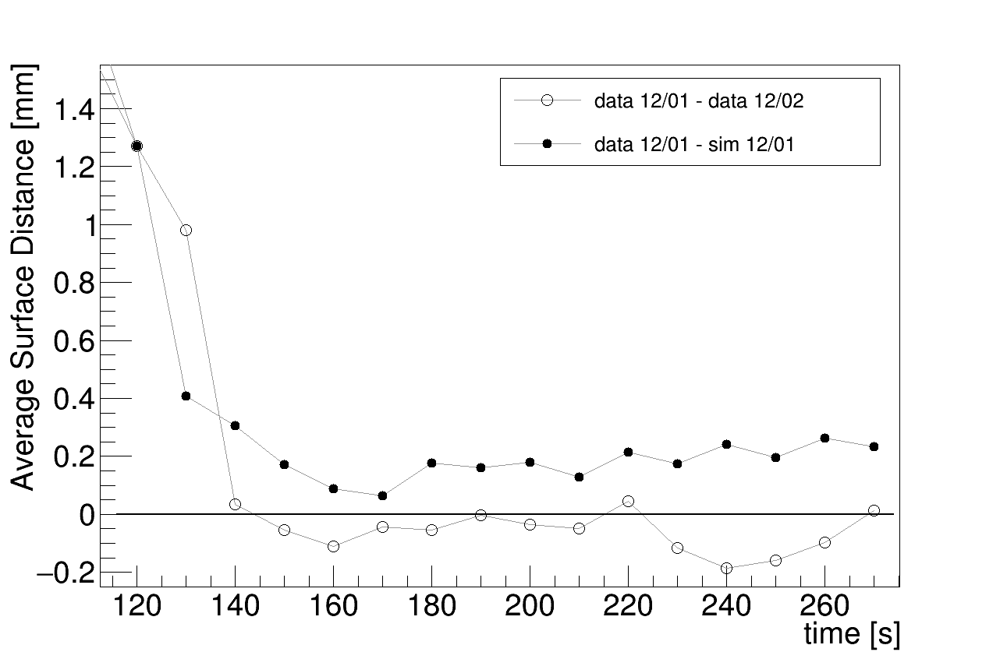 Average Surface Distance [mm]
1.4
1.2
1
0.8
0.6
0.4
0.2
0
−0.2
data 12/01 - data 12/02
data 12/01 - sim 12/01
120 140 160 180 200 220 240 260
time [s]